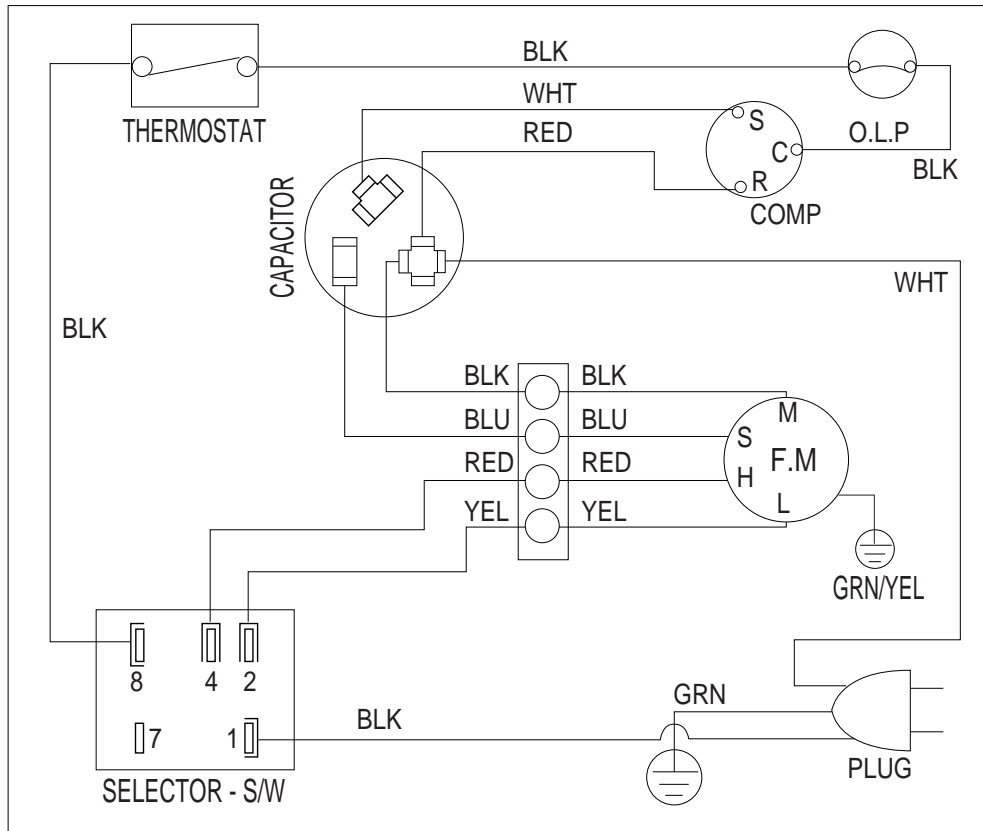 BLK
THERMOSTAT
WHT
RED
S
C
R
COMP
O.L.P
BLK
CAPACITOR
WHT
BLK
BLK BLK
BLU BLU
RED RED
YEL YEL
M
S
F.M
H
L
GRN/YEL
8 4 2
7 1
SELECTOR - S/W
BLK
GRN
PLUG